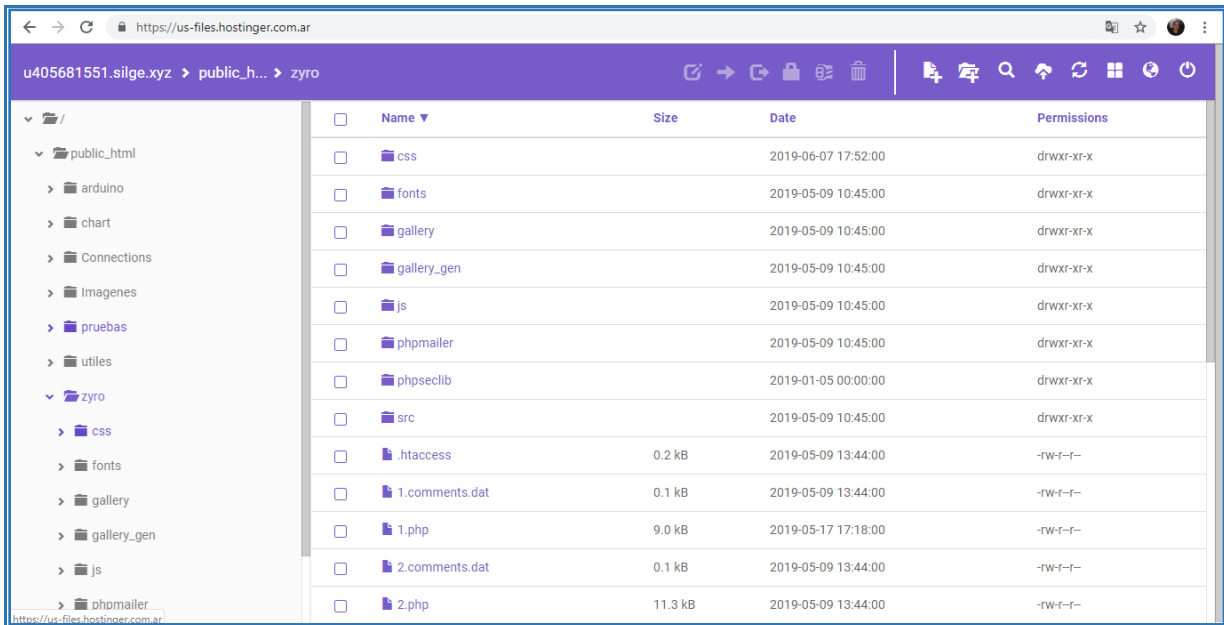 https://us-files.hostinger.com.ar
u405681551.silge.xyz > public_h... > zyro
/
public_html
arduino
chart
Connections
Imagenes
pruebas
utiles
zyro
css
fonts
gallery
gallery_gen
js
phpmailer
https://us-files.hostinger.com.ar
Name ▼ Size Date Permissions
css 2019-06-07 17:52:00 drwxr-xr-x
fonts 2019-05-09 10:45:00 drwxr-xr-x
gallery 2019-05-09 10:45:00 drwxr-xr-x
gallery_gen 2019-05-09 10:45:00 drwxr-xr-x
js 2019-05-09 10:45:00 drwxr-xr-x
phpmailer 2019-05-09 10:45:00 drwxr-xr-x
phpseclib 2019-01-05 00:00:00 drwxr-xr-x
src 2019-05-09 10:45:00 drwxr-xr-x
.htaccess 0.2 kB 2019-05-09 13:44:00 -rw-r--r--
1.comments.dat 0.1 kB 2019-05-09 13:44:00 -rw-r--r--
1.php 9.0 kB 2019-05-17 17:18:00 -rw-r--r--
2.comments.dat 0.1 kB 2019-05-09 13:44:00 -rw-r--r--
2.php 11.3 kB 2019-05-09 13:44:00 -rw-r--r--